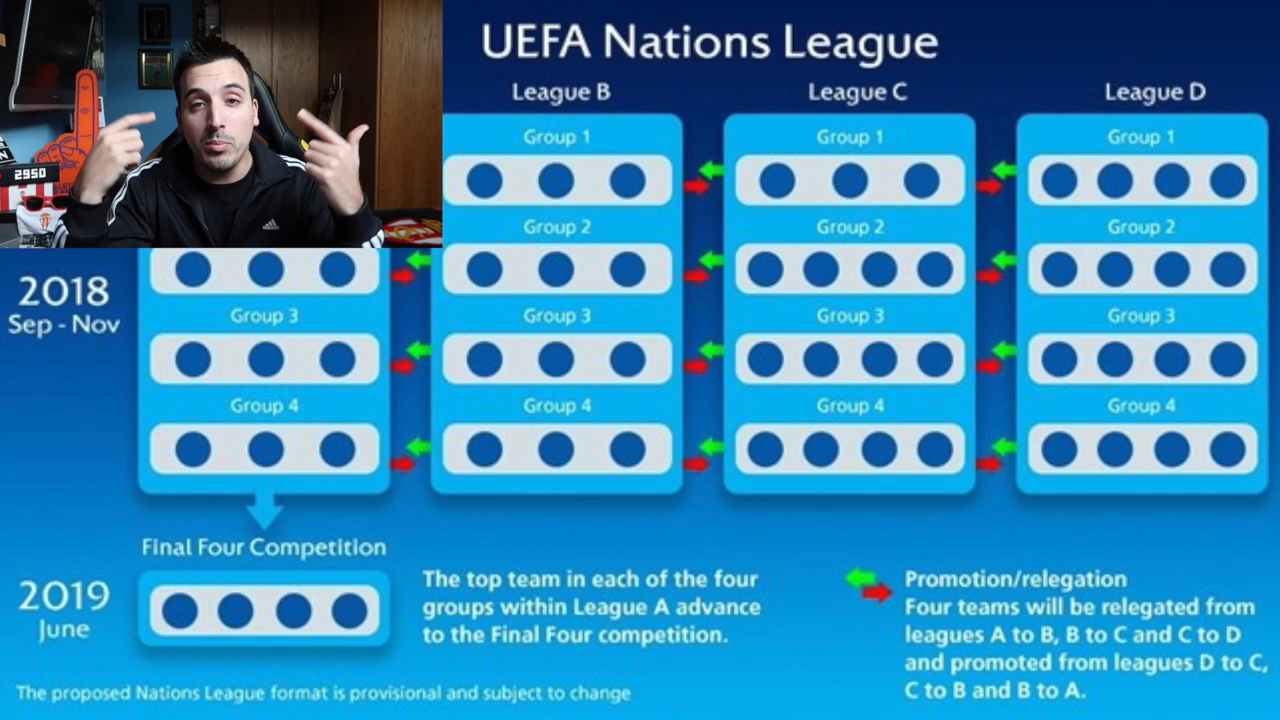 UEFA Nations League
League B
League C
League D
Group 1
Group 1
Group 1
2950
Group 2
Group 2
Group 2
2018
Sep - Nov
Group 3
Group 3
Group 3
Group 3
Group 4
Group 4
Group 4
Group 4
Final Four Competition
2019
June
The top team in each of the four
groups within League A advance
to the Final Four competition.
Promotion/relegation
Four teams will be relegated from
leagues A to B, B to C and C to D
and promoted from leagues D to C,
C to B and B to A.
The proposed Nations League format is provisional and subject to change